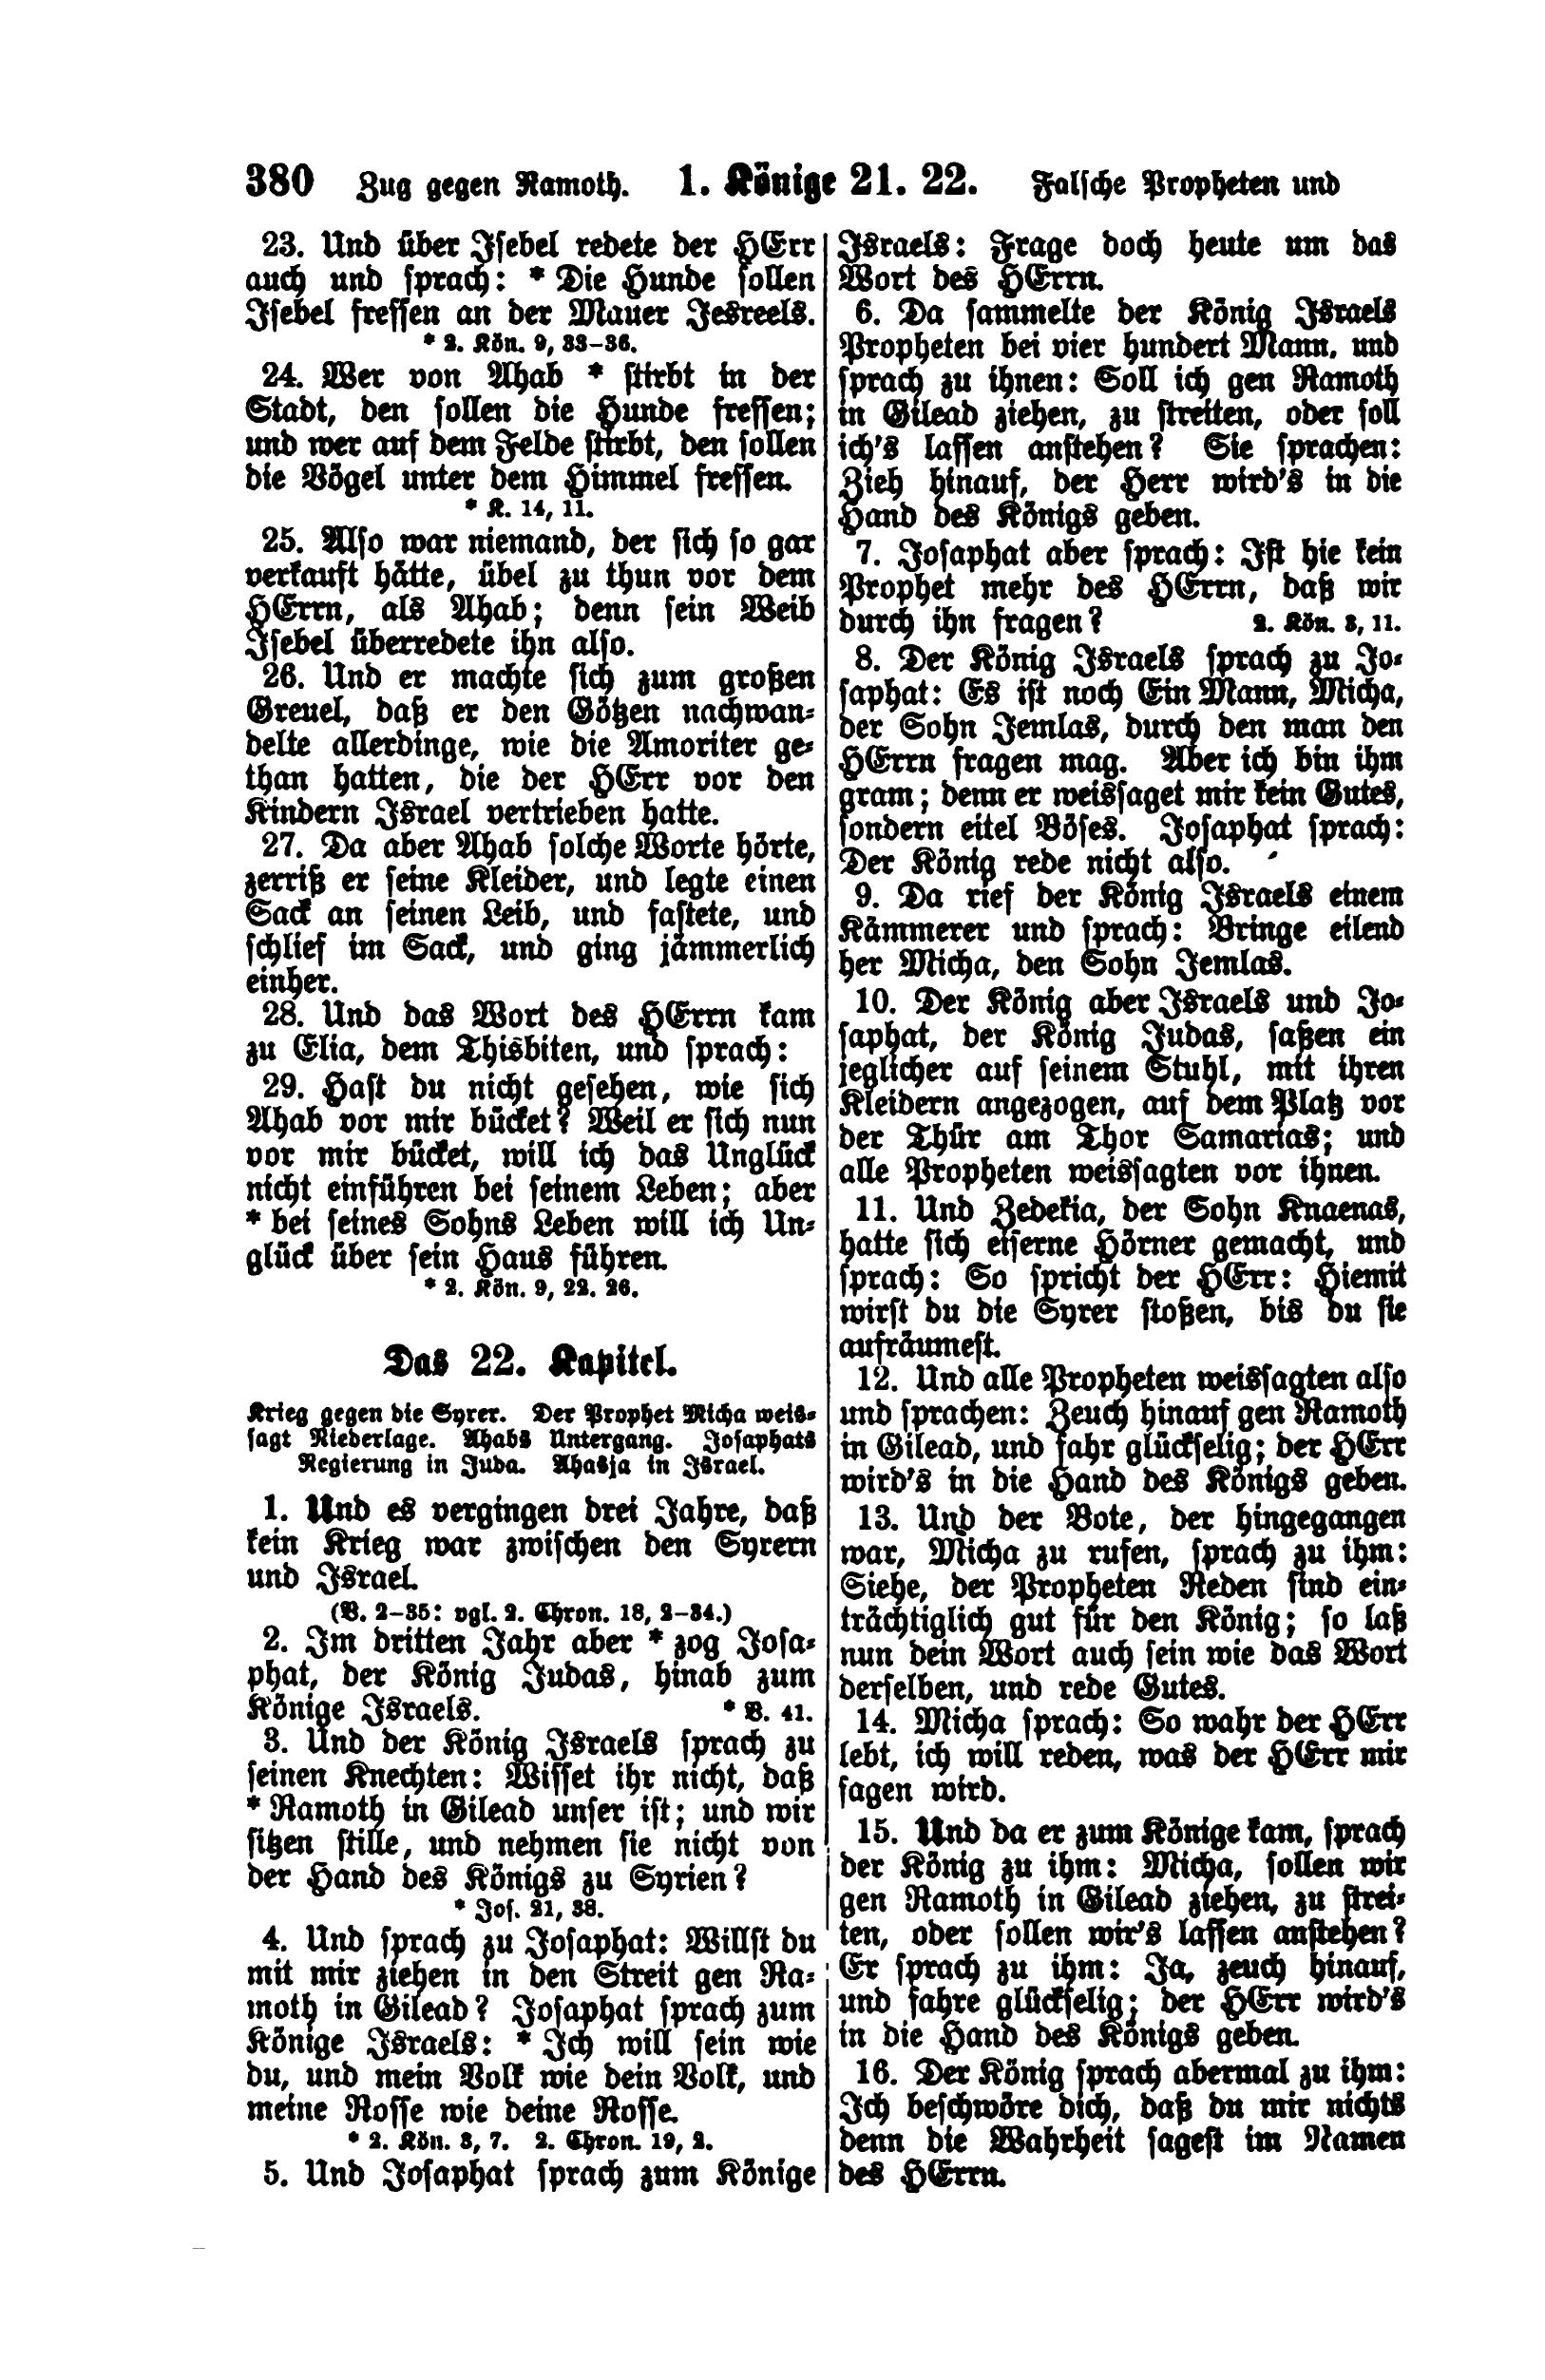 380 Zug gegen Ramoth. 1. Könige 21. 22. Falsche Propheten und
23. Und über Isebel redete der HErr
auch und sprach: * Die Hunde sollen
Isebel fressen an der Mauer Jesreels.
* 2. Kön. 9, 33-36.
24. Wer von Ahab * stirbt in der
Stadt, den sollen die Hunde fressen;
und wer auf dem Felde stirbt, den sollen
die Vögel unter dem Himmel fressen.
* K. 14, 11.
25. Also war niemand, der sich so gar
verkauft hätte, übel zu thun vor dem
HErrn, als Ahab; denn sein Weib
Isebel überredete ihn also.
26. Und er machte sich zum großen
Greuel, daß er den Götzen nachwan-
delte allerdinge, wie die Amoriter ge-
than hatten, die der HErr vor den
Kindern Israel vertrieben hatte.
27. Da aber Ahab solche Worte hörte,
zerriß er seine Kleider, und legte einen
Sack an seinen Leib, und fastete, und
schlief im Sack, und ging jämmerlich
einher.
28. Und das Wort des HErrn kam
zu Elia, dem Thisbiten, und sprach:
29. Hast du nicht gesehen, wie sich
Ahab vor mir bücket? Weil er sich nun
vor mir bücket, will ich das Unglück
nicht einführen bei seinem Leben; aber
* bei seines Sohns Leben will ich Un-
glück über sein Haus führen.
* 2. Kön. 9, 22. 26.
Das 22. Kapitel.
Krieg gegen die Syrer. Der Prophet Micha weis-
sagt Niederlage. Ahabs Untergang. Josaphats
Regierung in Juda. Ahasja in Israel.
1. Und es vergingen drei Jahre, daß
kein Krieg war zwischen den Syrern
und Israel.
(V. 2-35: vgl. 2. Chron. 18, 2-34.)
2. Im dritten Jahr aber * zog Josa-
phat, der König Judas, hinab zum
Könige Israels. * V. 41.
3. Und der König Israels sprach zu
seinen Knechten: Wisset ihr nicht, daß
* Ramoth in Gilead unser ist; und wir
sitzen stille, und nehmen sie nicht von
der Hand des Königs zu Syrien?
* Jos. 21, 38.
4. Und sprach zu Josaphat: Willst du
mit mir ziehen in den Streit gen Ra-
moth in Gilead? Josaphat sprach zum
Könige Israels: * Ich will sein wie
du, und mein Volk wie dein Volk, und
meine Rosse wie deine Rosse.
* 2. Kön. 3, 7. 2. Chron. 19, 2.
5. Und Josaphat sprach zum Könige
Israels: Frage doch heute um das
Wort des HErrn.
6. Da sammelte der König Israels
Propheten bei vier hundert Mann, und
sprach zu ihnen: Soll ich gen Ramoth
in Gilead ziehen, zu streiten, oder soll
ich's lassen anstehen? Sie sprachen:
Zieh hinauf, der Herr wird's in die
Hand des Königs geben.
7. Josaphat aber sprach: Ist hie kein
Prophet mehr des HErrn, daß wir
durch ihn fragen? 2. Kön. 3, 11.
8. Der König Israels sprach zu Jo-
saphat: Es ist noch Ein Mann, Micha,
der Sohn Jemlas, durch den man den
HErrn fragen mag. Aber ich bin ihm
gram; denn er weissaget mir kein Gutes,
sondern eitel Böses. Josaphat sprach:
Der König rede nicht also.
9. Da rief der König Israels einem
Kämmerer und sprach: Bringe eilend
her Micha, den Sohn Jemlas.
10. Der König aber Israels und Jo-
saphat, der König Judas, saßen ein
jeglicher auf seinem Stuhl, mit ihren
Kleidern angezogen, auf dem Platz vor
der Thür am Thor Samarias; und
alle Propheten weissagten vor ihnen.
11. Und Zedekia, der Sohn Knaenas,
hatte sich eiserne Hörner gemacht, und
sprach: So spricht der HErr: Hiemit
wirst du die Syrer stoßen, bis du sie
aufräumest.
12. Und alle Propheten weissagten also
und sprachen: Zeuch hinauf gen Ramoth
in Gilead, und fahr glückselig; der HErr
wird's in die Hand des Königs geben.
13. Und der Bote, der hingegangen
war, Micha zu rufen, sprach zu ihm:
Siehe, der Propheten Reden sind ein-
trächtiglich gut für den König; so laß
nun dein Wort auch sein wie das Wort
derselben, und rede Gutes.
14. Micha sprach: So wahr der HErr
lebt, ich will reden, was der HErr mir
sagen wird.
15. Und da er zum Könige kam, sprach
der König zu ihm: Micha, sollen wir
gen Ramoth in Gilead ziehen, zu strei-
ten, oder sollen wir's lassen anstehen?
Er sprach zu ihm: Ja, zeuch hinauf,
und fahre glückselig; der HErr wird's
in die Hand des Königs geben.
16. Der König sprach abermal zu ihm:
Ich beschwöre dich, daß du mir nichts
denn die Wahrheit sagest im Namen
des HErrn.